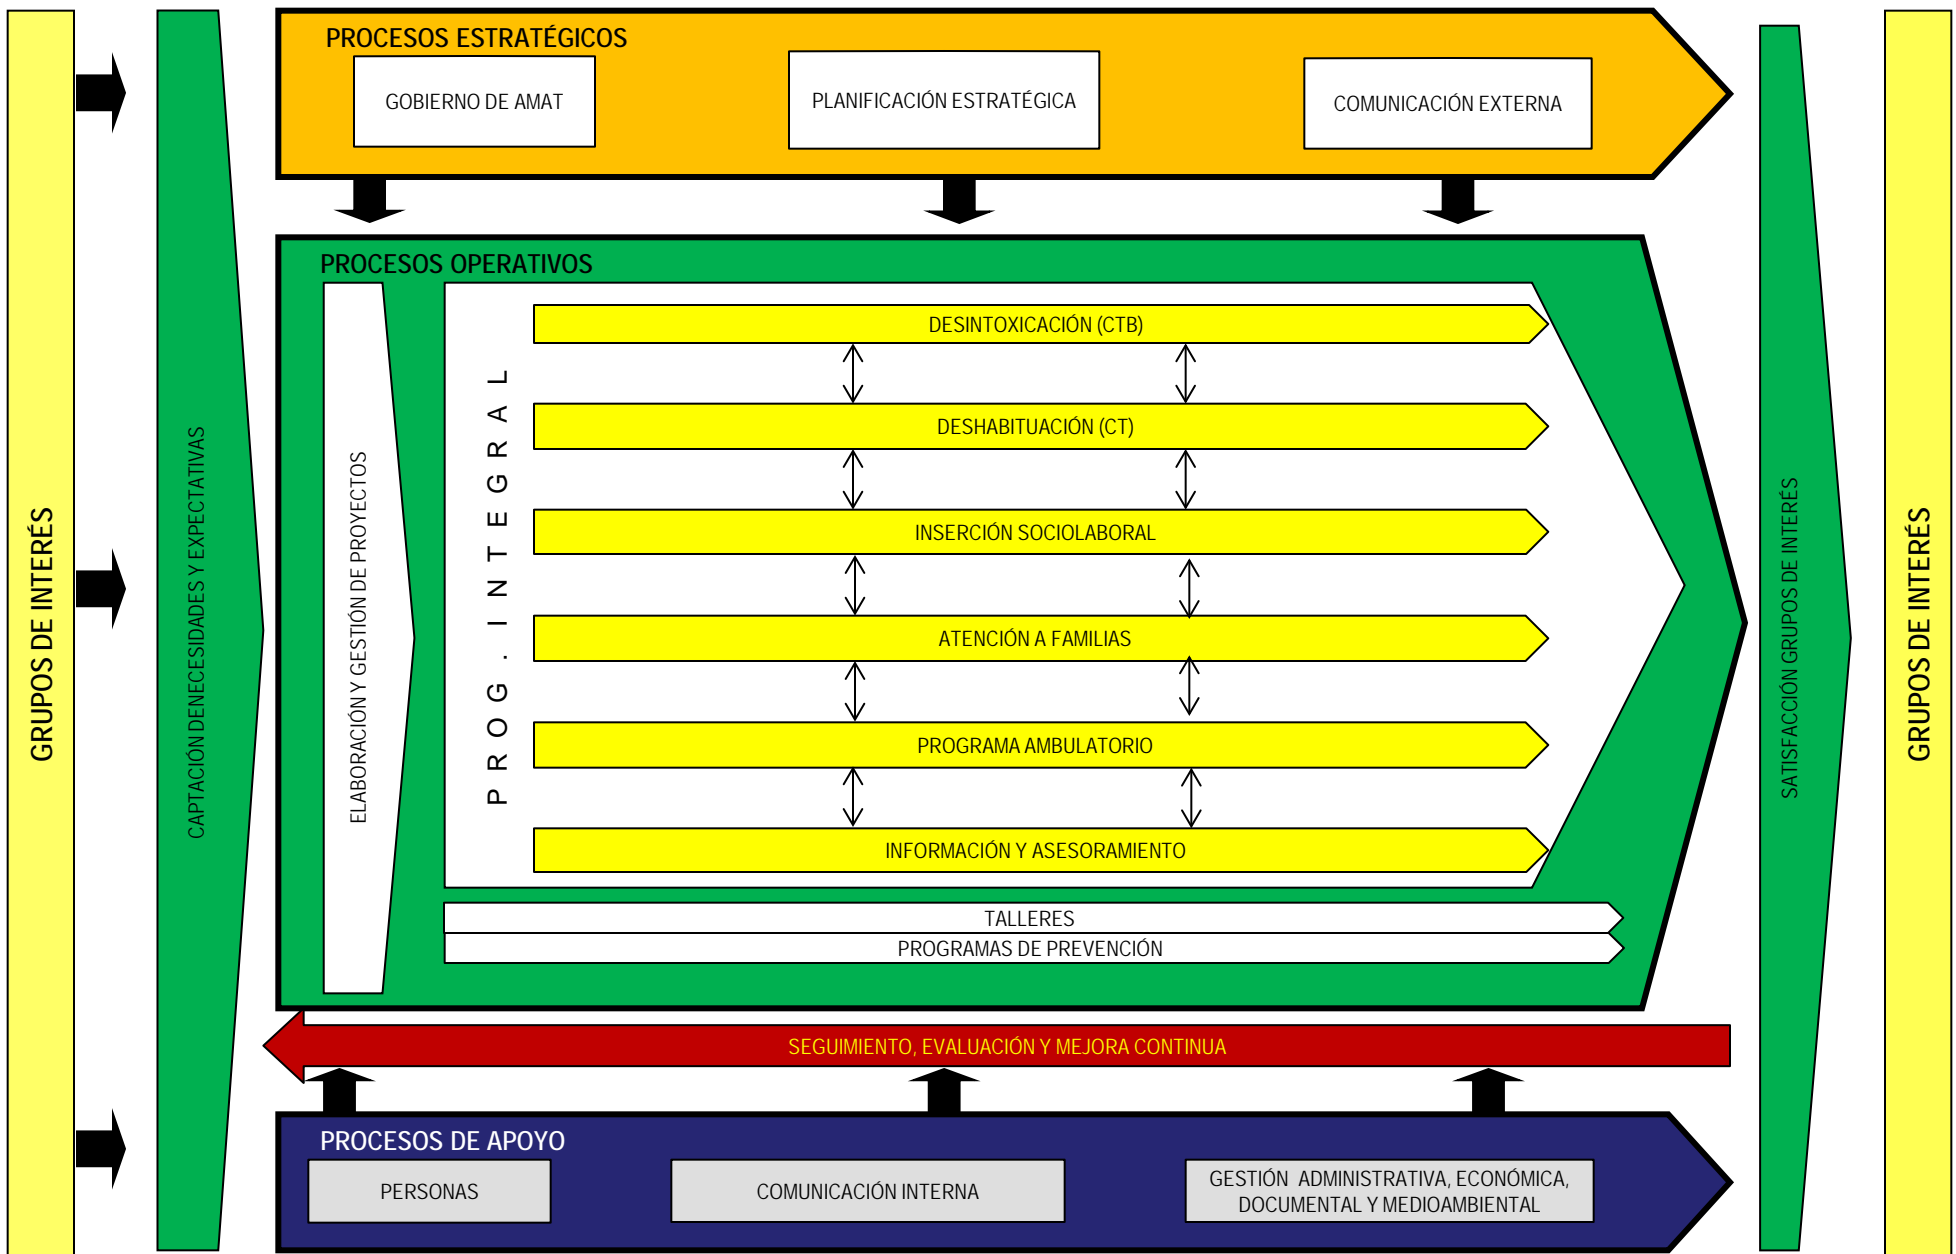 GRUPOS DE INTERÉS
CAPTACIÓN DENECESIDADES Y EXPECTATIVAS
PROCESOS ESTRATÉGICOS
GOBIERNO DE AMAT
PLANIFICACIÓN ESTRATÉGICA
COMUNICACIÓN EXTERNA
PROCESOS OPERATIVOS
ELABORACIÓN Y GESTIÓN DE PROYECTOS
PROG. INTEGRAL
DESINTOXICACIÓN (CTB)
DESHABITUACIÓN (CT)
INSERCIÓN SOCIOLABORAL
ATENCIÓN A FAMILIAS
PROGRAMA AMBULATORIO
INFORMACIÓN Y ASESORAMIENTO
TALLERES
PROGRAMAS DE PREVENCIÓN
SEGUIMIENTO, EVALUACIÓN Y MEJORA CONTINUA
PROCESOS DE APOYO
PERSONAS
COMUNICACIÓN INTERNA
GESTIÓN ADMINISTRATIVA, ECONÓMICA,
DOCUMENTAL Y MEDIOAMBIENTAL
SATISFACCIÓN GRUPOS DE INTERÉS
GRUPOS DE INTERÉS